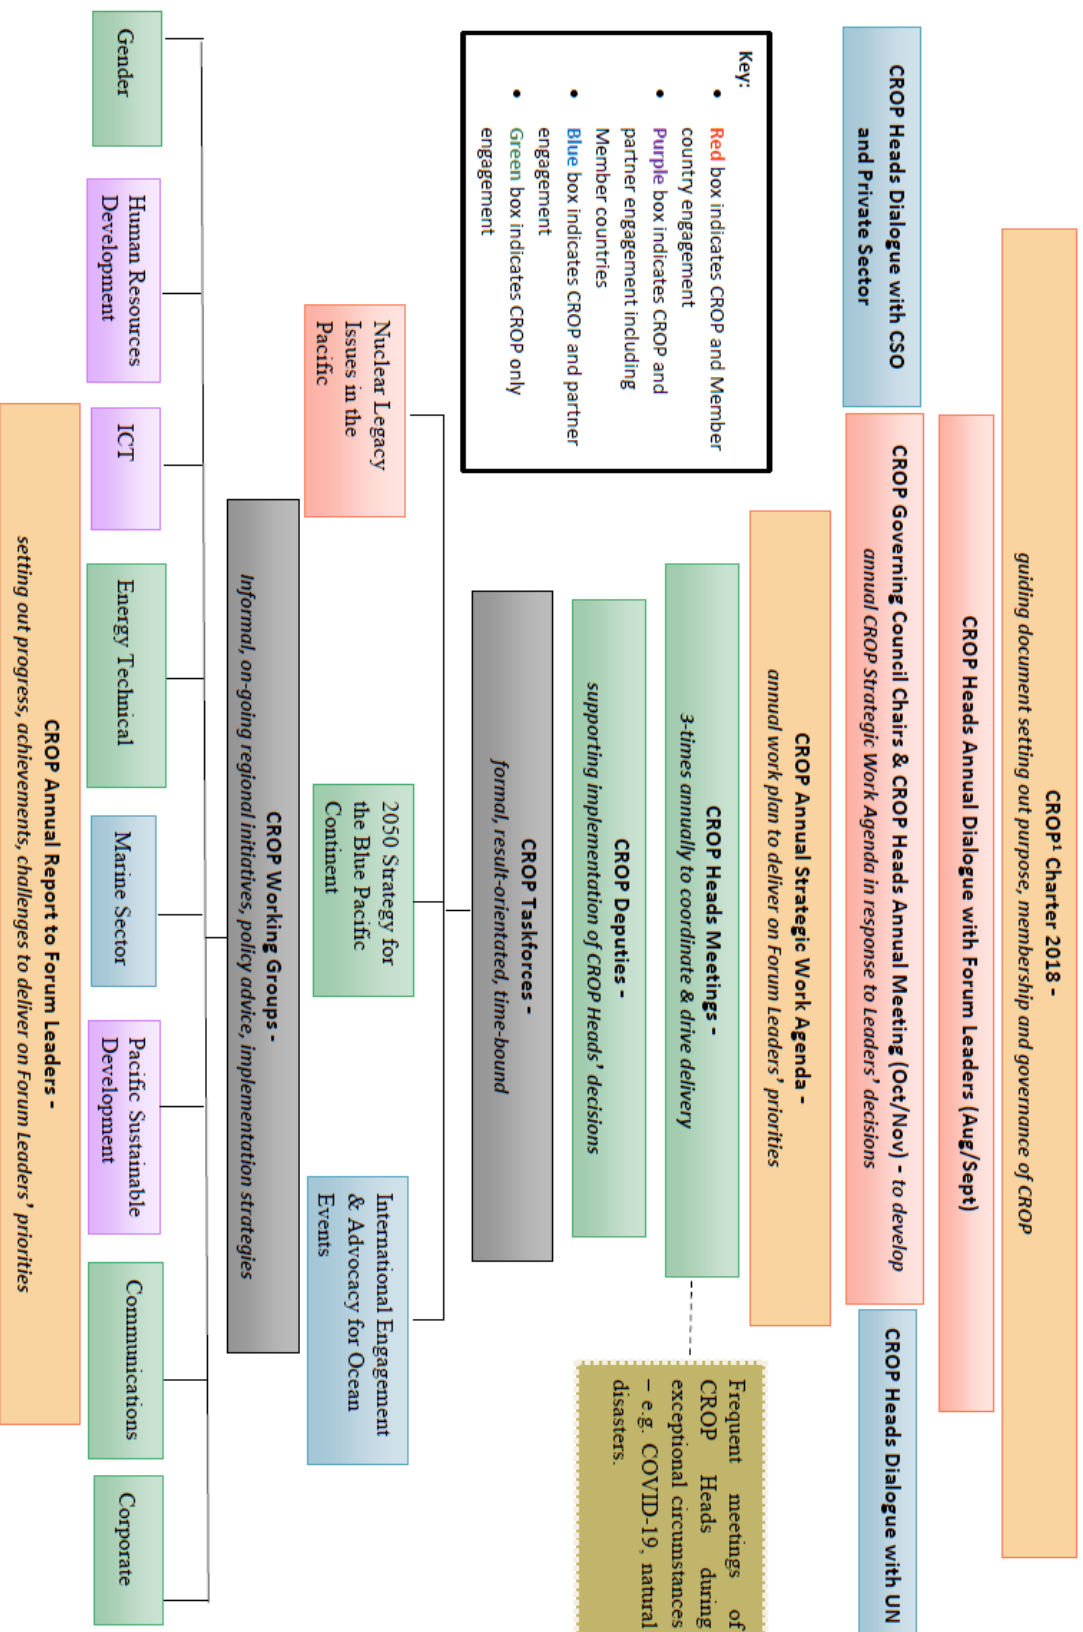 CROP¹ Charter 2018 -
guiding document setting out purpose, membership and governance of CROP
CROP Heads Annual Dialogue with Forum Leaders (Aug/Sept)
CROP Heads Dialogue with CSO
and Private Sector
CROP Governing Council Chairs & CROP Heads Annual Meeting (Oct/Nov) - to develop
annual CROP Strategic Work Agenda in response to Leaders' decisions
CROP Heads Dialogue with UN
CROP Annual Strategic Work Agenda -
annual work plan to deliver on Forum Leaders' priorities
Key:
• Red box indicates CROP and Member
country engagement
• Purple box indicates CROP and
partner engagement including
Member countries
• Blue box indicates CROP and partner
engagement
• Green box indicates CROP only
engagement
CROP Heads Meetings -
3-times annually to coordinate & drive delivery
Frequent meetings of
CROP Heads during
exceptional circumstances
– e.g. COVID-19, natural
disasters.
CROP Deputies -
supporting implementation of CROP Heads' decisions
CROP Taskforces -
formal, result-orientated, time-bound
Nuclear Legacy
Issues in the
Pacific
2050 Strategy for
the Blue Pacific
Continent
International Engagement
& Advocacy for Ocean
Events
CROP Working Groups -
Informal, on-going regional initiatives, policy advice, implementation strategies
Gender
Human Resources
Development
ICT
Energy Technical
Marine Sector
Pacific Sustainable
Development
Communications
Corporate
CROP Annual Report to Forum Leaders -
setting out progress, achievements, challenges to deliver on Forum Leaders' priorities